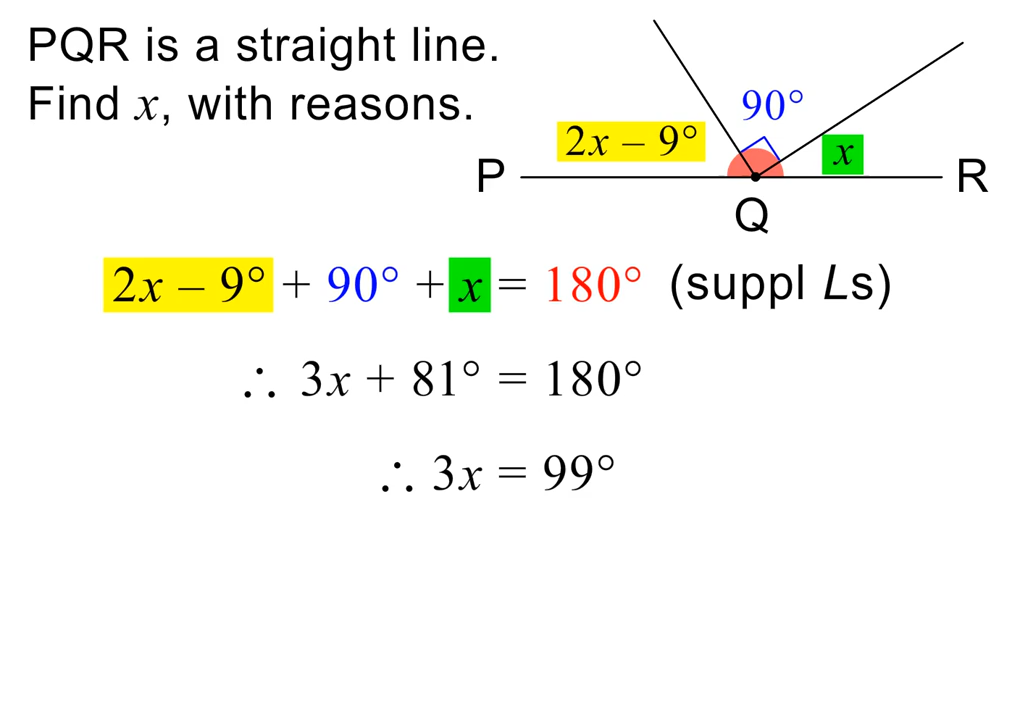 PQR is a straight line.
Find x, with reasons.
90°
2x – 9°
x
P
R
Q
2x – 9° + 90° + x = 180° (suppl Ls)
∴ 3x + 81° = 180°
∴ 3x = 99°